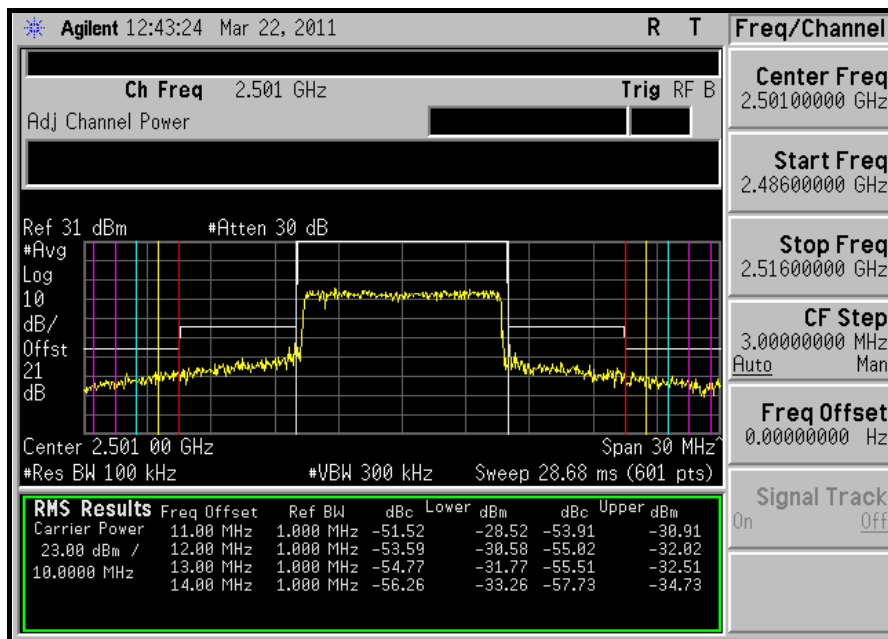 Agilent 12:43:24 Mar 22, 2011 R T
Ch Freq 2.501 GHz Trig RF B
Adj Channel Power
Ref 31 dBm #Atten 30 dB
#Avg
Log
10
dB/
Offst
21
dB
Center 2.501 00 GHz Span 30 MHz^
#Res BW 100 kHz #VBW 300 kHz Sweep 28.68 ms (601 pts)
RMS Results Freq Offset Ref BW dBc Lower dBm dBc Upper dBm
Carrier Power 11.00 MHz 1.000 MHz -51.52 -28.52 -53.91 -30.91
23.00 dBm / 12.00 MHz 1.000 MHz -53.59 -30.58 -55.02 -32.02
10.0000 MHz 13.00 MHz 1.000 MHz -54.77 -31.77 -55.51 -32.51
14.00 MHz 1.000 MHz -56.26 -33.26 -57.73 -34.73
Freq/Channel
Center Freq
2.50100000 GHz
Start Freq
2.48600000 GHz
Stop Freq
2.51600000 GHz
CF Step
3.00000000 MHz
Auto Man
Freq Offset
0.00000000 Hz
Signal Track
On Off